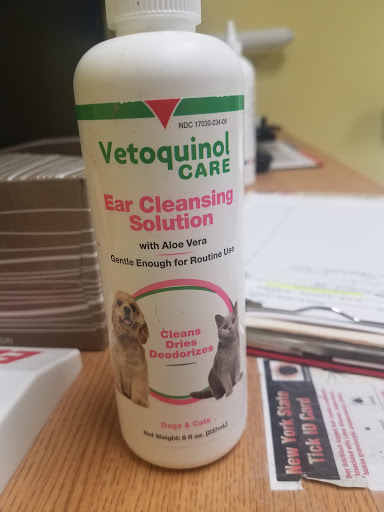 NDC 17030-234-08
Vetoquinol
CARE
Ear Cleansing
Solution
with Aloe Vera
Gentle Enough for Routine Use
Cleans
Dries
Deodorizes
Dogs & Cats
Net Weight: 8 fl oz. (237mL)
New York State
Tick ID Card